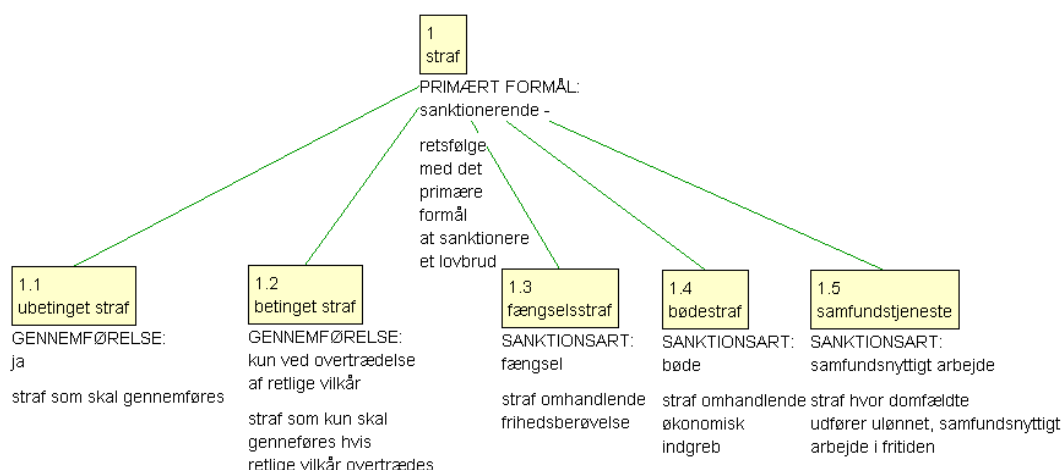 1
straf
PRIMÆRT FORMÅL:
sanktionerende -
retsfølge
med det
primære
formål
at sanktionere
et lovbrud
1.1
ubetinget straf
GENNEMFØRELSE:
ja
straf som skal gennemføres
1.2
betinget straf
GENNEMFØRELSE:
kun ved overtrædelse
af retlige vilkår
straf som kun skal
genneføres hvis
retlige vilkår overtrædes
1.3
fængselsstraf
SANKTIONSART:
fængsel
straf omhandlende
frihedsberøvelse
1.4
bødestraf
SANKTIONSART:
bøde
straf omhandlende
økonomisk
indgreb
1.5
samfundstjeneste
SANKTIONSART:
samfundsnyttigt arbejde
straf hvor domfældte
udfører ulønnet, samfundsnyttigt
arbejde i fritiden